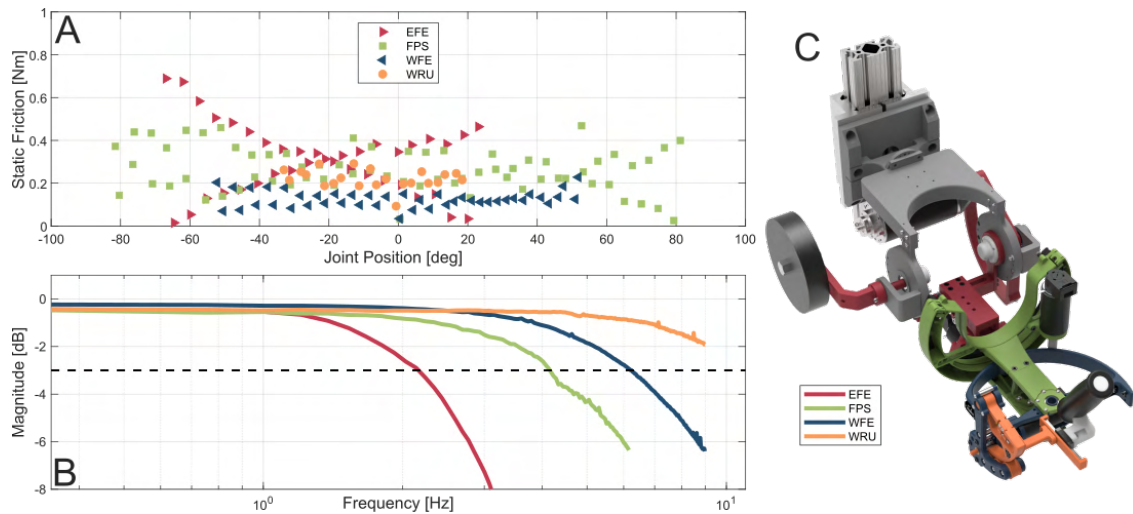 A
Static Friction [Nm]
1
0.8
0.6
0.4
0.2
0
-100 -80 -60 -40 -20 0 20 40 60 80 100
Joint Position [deg]
EFE
FPS
WFE
WRU
B
Magnitude [dB]
0
-2
-4
-6
-8
10⁰ 10¹
Frequency [Hz]
C
EFE
FPS
WFE
WRU